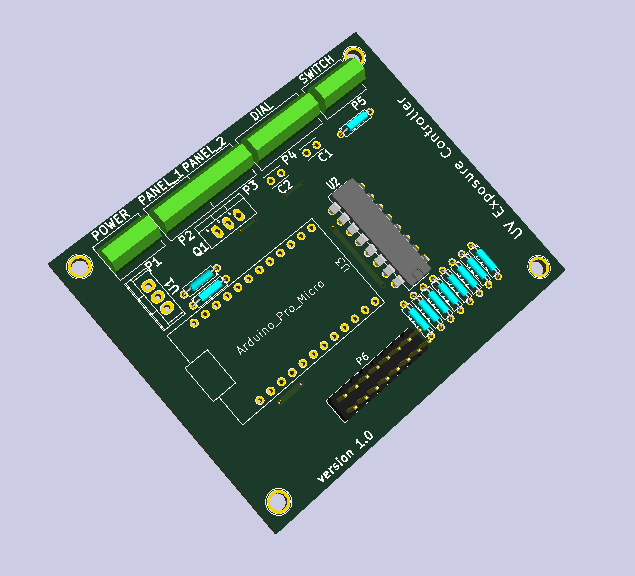 SWITCH
DIAL
PANEL_1 PANEL_2
POWER
P5
UV Exposure Controller
C1
P4
C2
U2
P3
P2
Q1
P1
U1
U3
Arduino_Pro_Micro
P6
version 1.0